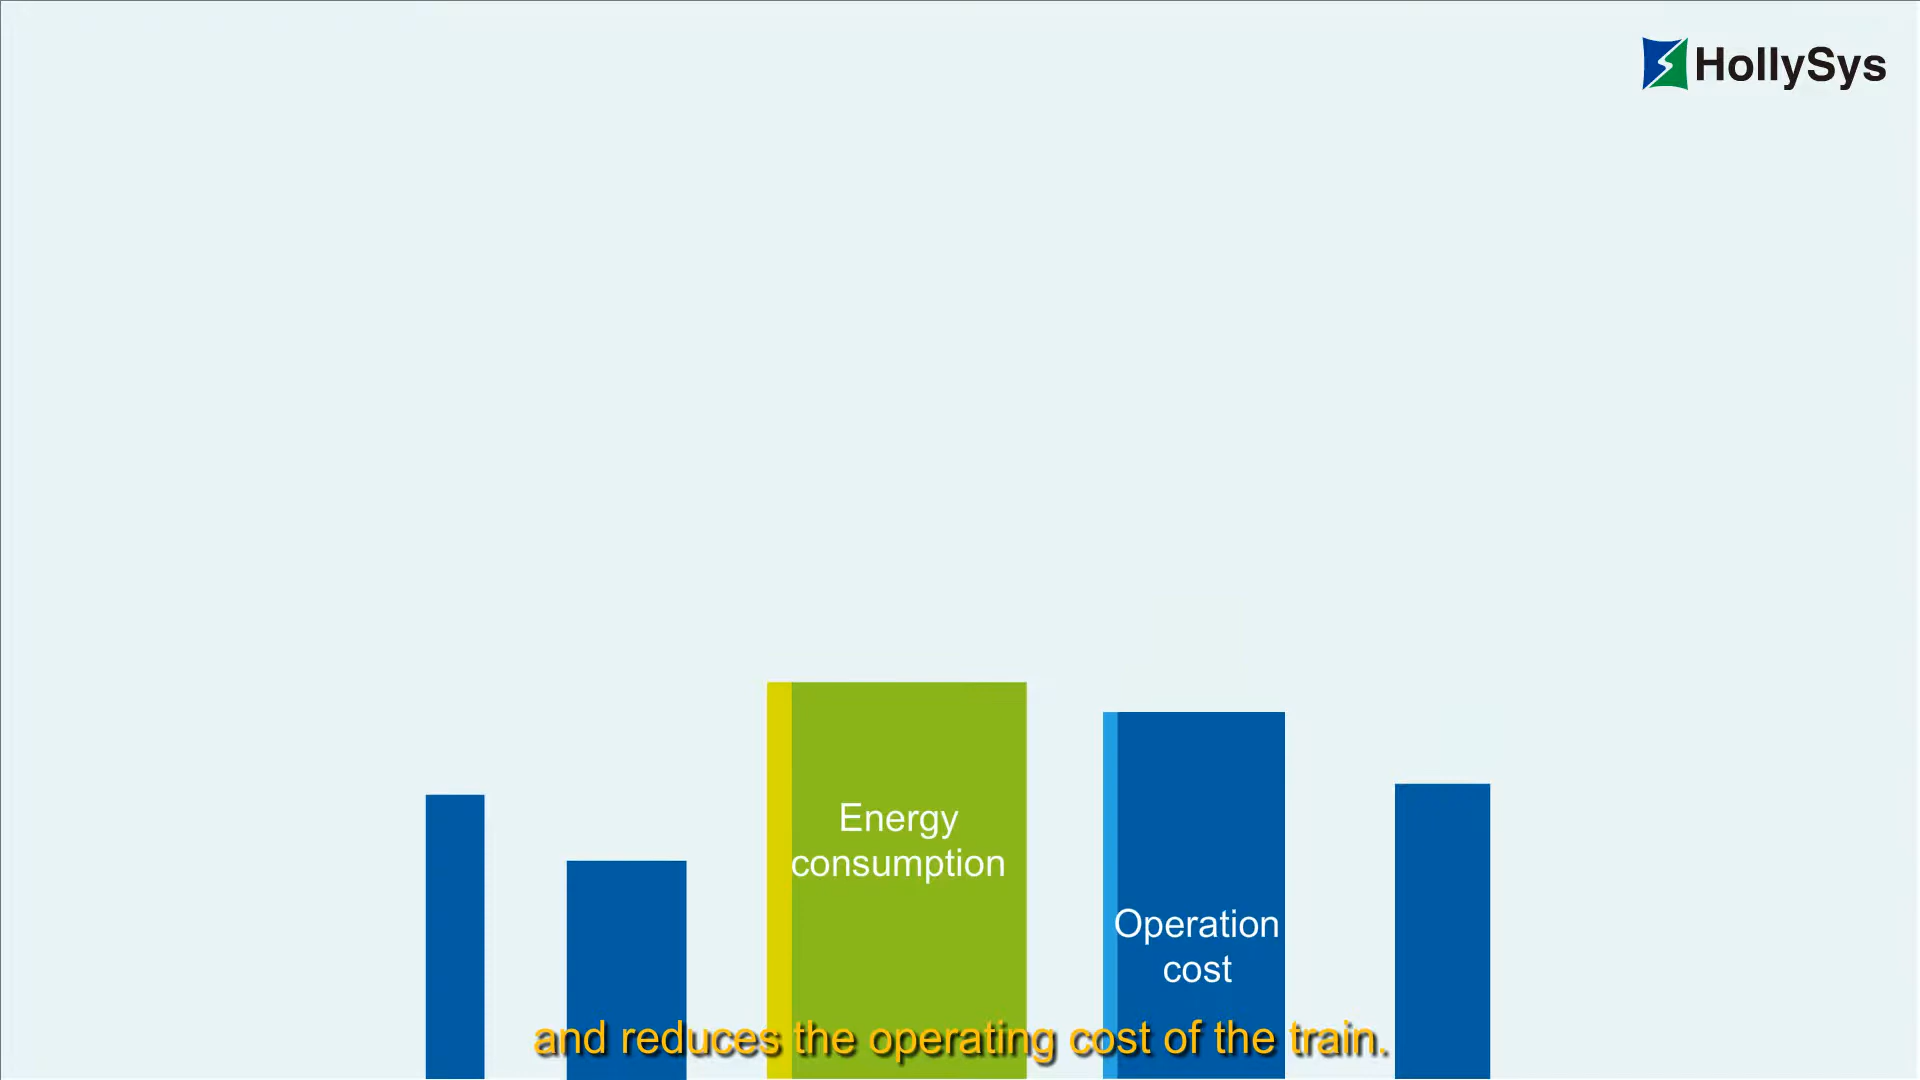 HollySys
Energy
consumption
Operation
cost
and reduces the operating cost of the train.